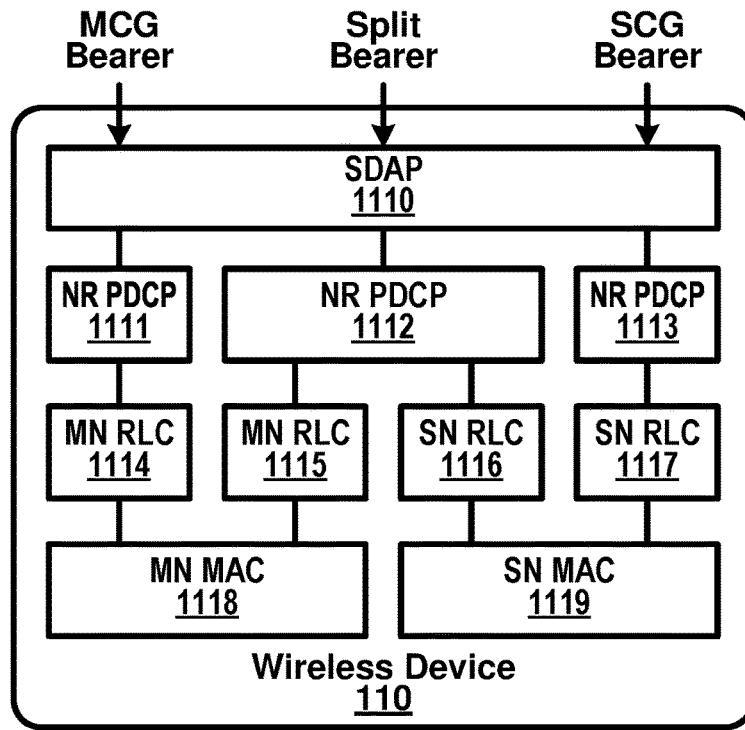 MCG Bearer
Split Bearer
SCG Bearer
SDAP
1110
NR PDCP
1111
NR PDCP
1112
NR PDCP
1113
MN RLC
1114
MN RLC
1115
SN RLC
1116
SN RLC
1117
MN MAC
1118
SN MAC
1119
Wireless Device
110